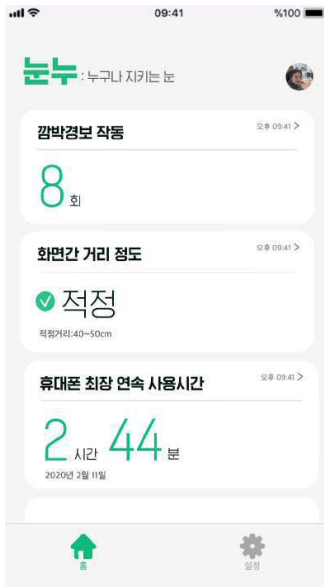 09:41
%100
눈누 : 누구나 지키는 눈
깜박경보 작동
오후 09:41 >
8 회
화면간 거리 정도
오후 09:41 >
적정
적정거리:40~50cm
휴대폰 최장 연속 사용시간
오후 09:41 >
2 시간 44 분
2020년 2월 11일
홈
설정